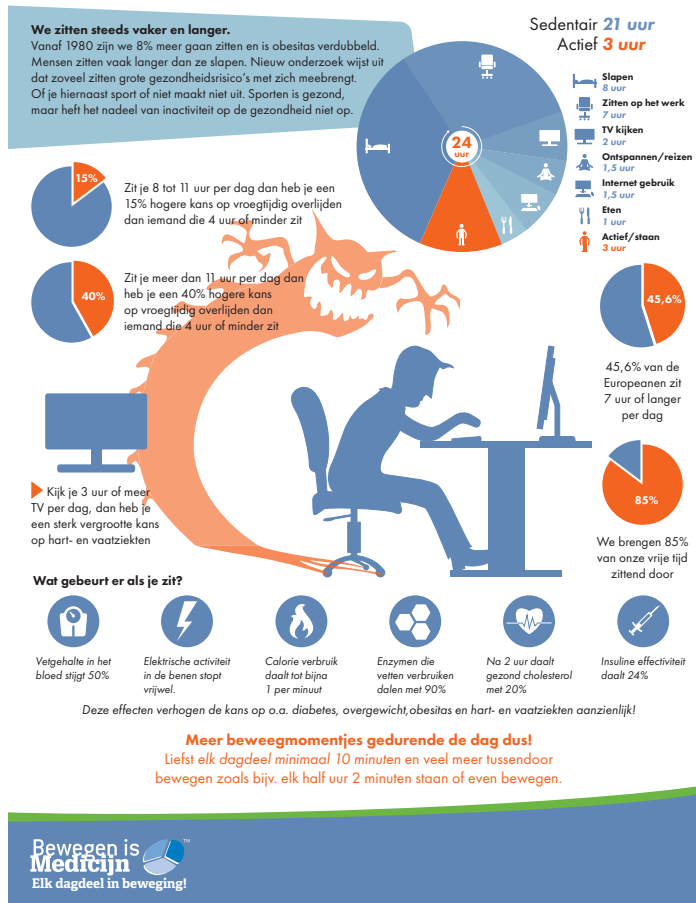 We zitten steeds vaker en langer.
Vanaf 1980 zijn we 8% meer gaan zitten en is obesitas verdubbeld.
Mensen zitten vaak langer dan ze slapen. Nieuw onderzoek wijst uit
dat zoveel zitten grote gezondheidsrisico's met zich meebrengt.
Of je hiernaast sport of niet maakt niet uit. Sporten is gezond,
maar heft het nadeel van inactiviteit op de gezondheid niet op.
Sedentair 21 uur
Actief 3 uur
24
uur
Slapen
8 uur
Zitten op het werk
7 uur
TV kijken
2 uur
Ontspannen/reizen
1,5 uur
Internet gebruik
1,5 uur
Eten
1 uur
Actief/staan
3 uur
15%
Zit je 8 tot 11 uur per dag dan heb je een
15% hogere kans op vroegtijdig overlijden
dan iemand die 4 uur of minder zit
40%
Zit je meer dan 11 uur per dag dan
heb je een 40% hogere kans
op vroegtijdig overlijden dan
iemand die 4 uur of minder zit
45,6%
45,6% van de
Europeanen zit
7 uur of langer
per dag
85%
We brengen 85%
van onze vrije tijd
zittend door
Kijk je 3 uur of meer
TV per dag, dan heb je
een sterk vergrootte kans
op hart- en vaatziekten
Wat gebeurt er als je zit?
Vetgehalte in het
bloed stijgt 50%
Elektrische activiteit
in de benen stopt
vrijwel.
Calorie verbruik
daalt tot bijna
1 per minuut
Enzymen die
vetten verbruiken
dalen met 90%
Na 2 uur daalt
gezond cholesterol
met 20%
Insuline effectiviteit
daalt 24%
Deze effecten verhogen de kans op o.a. diabetes, overgewicht,obesitas en hart- en vaatziekten aanzienlijk!
Meer beweegmomentjes gedurende de dag dus!
Liefst elk dagdeel minimaal 10 minuten en veel meer tussendoor
bewegen zoals bijv. elk half uur 2 minuten staan of even bewegen.
Bewegen is
Medicijn
TM
Elk dagdeel in beweging!